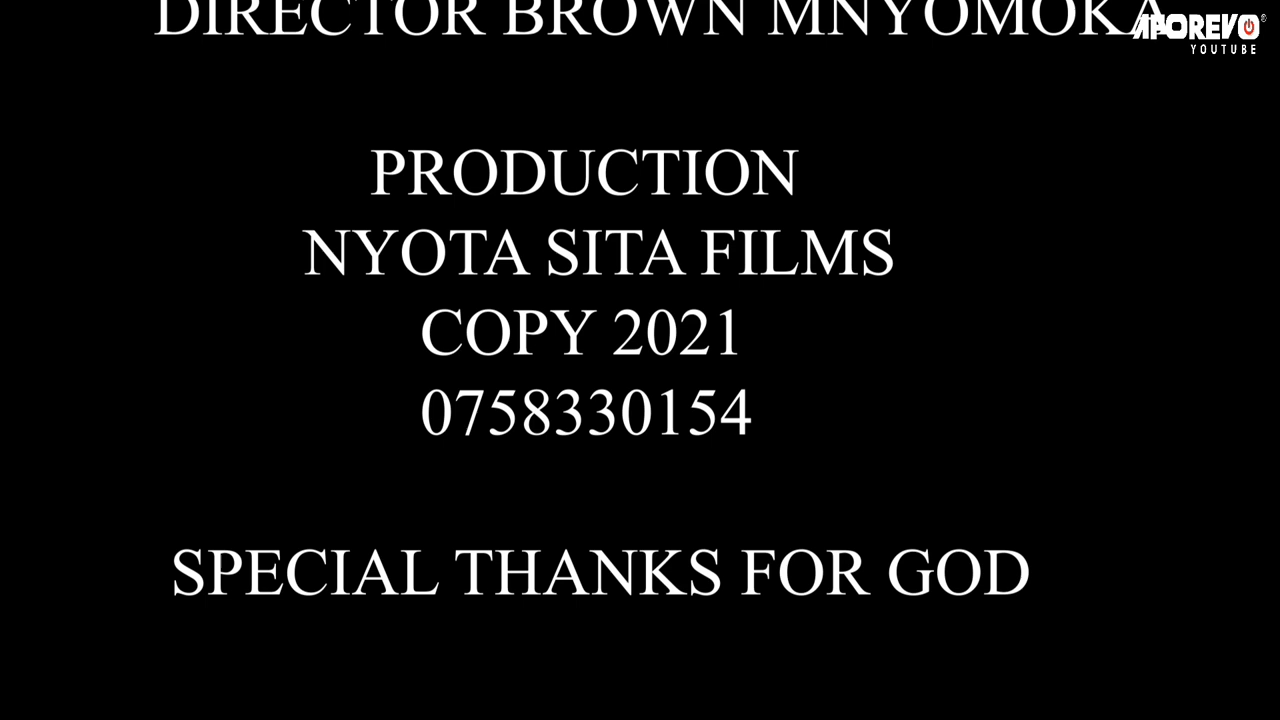 DIRECTOR BROWN MNYOMOKA
APOREVO®
YOUTUBE
PRODUCTION
NYOTA SITA FILMS
COPY 2021
0758330154
SPECIAL THANKS FOR GOD